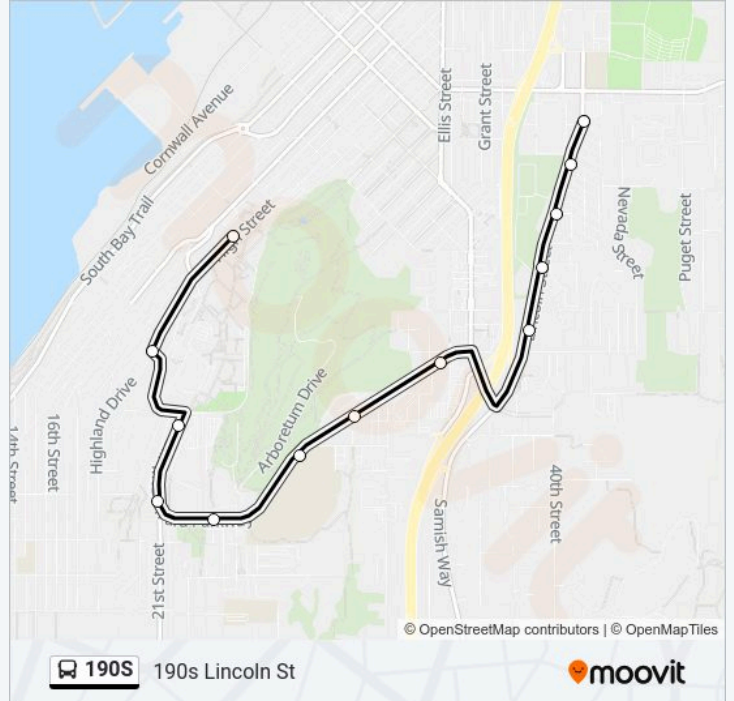 Cornwall Avenue
Ellis Street
Grant Street
South Bay Trail
Street
Nevada Street
Puget Street
Arboretum Drive
Highland Drive
16th Street
14th Street
40th Street
Samish Way
21st Street
© OpenStreetMap contributors | © OpenMapTiles
190S 190s Lincoln St
moovit